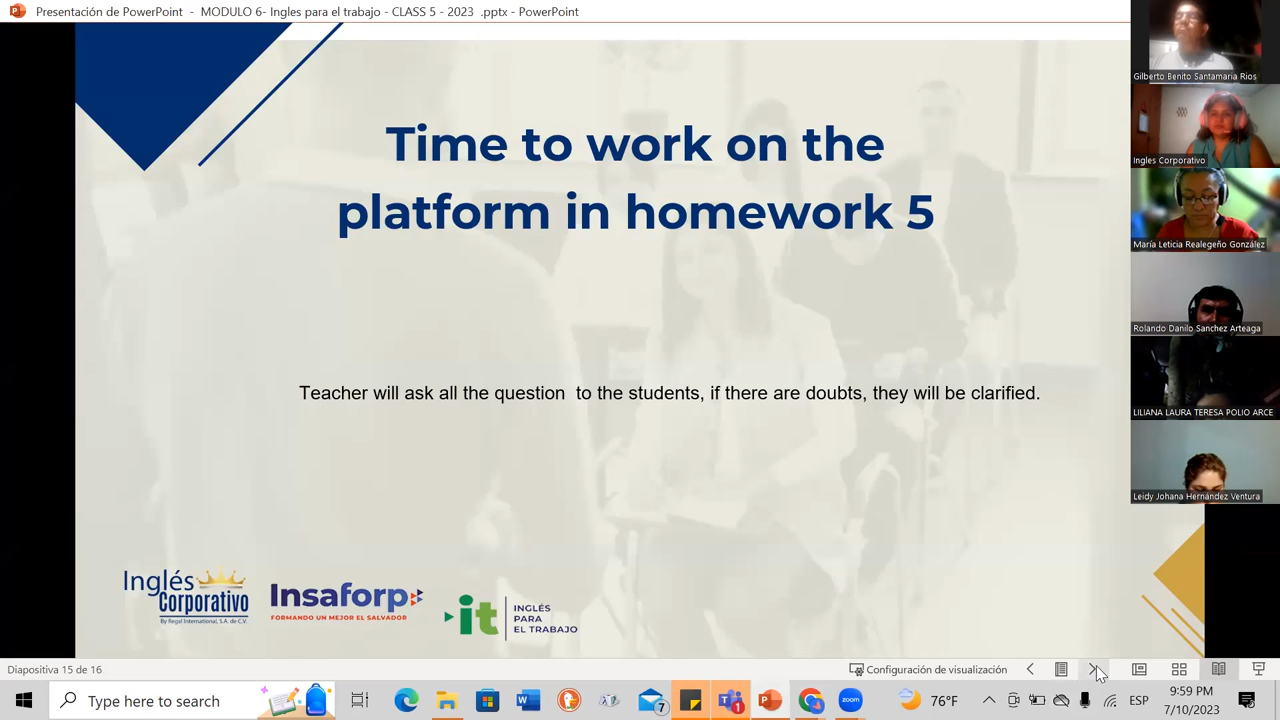 Presentación de PowerPoint - MODULO 6- Ingles para el trabajo - CLASS 5 - 2023 .pptx - PowerPoint
Gilberto Benito Santamaria Rios
Ingles Corporativo
María Leticia Realegeño González
Rolando Danilo Sanchez Arteaga
LILIANA LAURA TERESA POLIO ARCE
Leidy Johana Hernández Ventura
Time to work on the
platform in homework 5
Teacher will ask all the question to the students, if there are doubts, they will be clarified.
Inglés
Corporativo
By Regal International, S.A. de C.V.
Insaforp
FORMANDO UN MEJOR EL SALVADOR
it
INGLÉS
PARA
EL TRABAJO
Diapositiva 15 de 16
Configuración de visualización
Type here to search
7
1
zoom
76°F
ESP
9:59 PM
7/10/2023